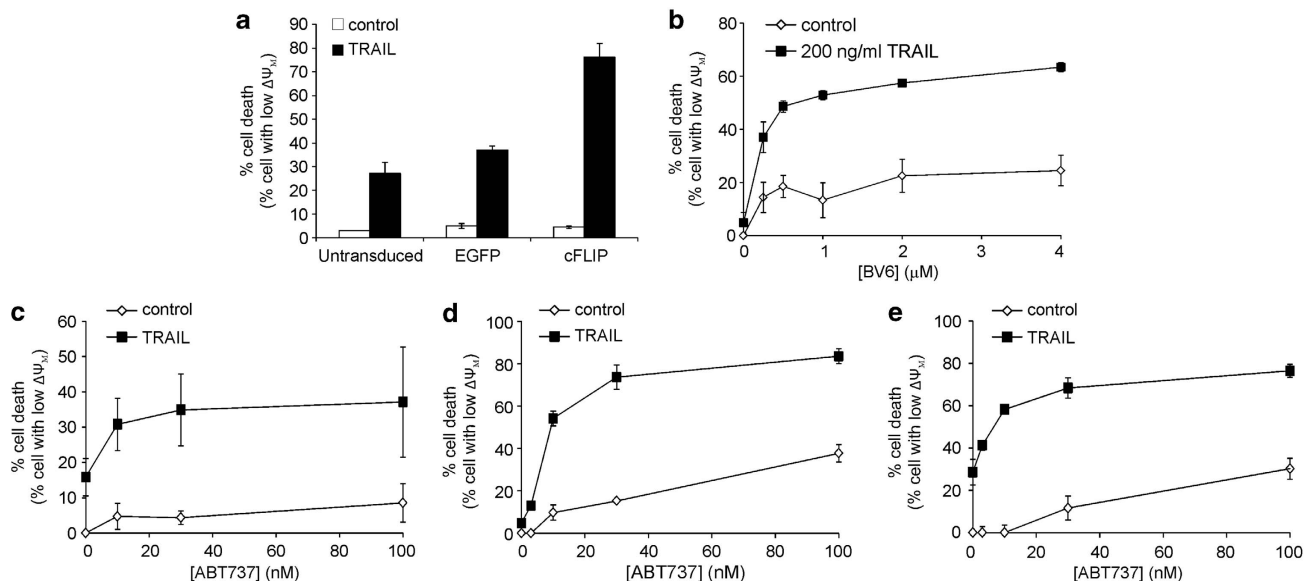 a
control
TRAIL
% cell death
(% cell with low ΔΨM)
90
80
70
60
50
40
30
20
10
0
Untransduced
EGFP
cFLIP
b
control
200 ng/ml TRAIL
% cell death
(% cell with low ΔΨM)
80
60
40
20
0
0 1 2 3 4
[BV6] (μM)
c
control
TRAIL
% cell death
(% cell with low ΔΨM)
60
50
40
30
20
10
0
0 20 40 60 80 100
[ABT737] (nM)
d
control
TRAIL
% cell death
(% cell with low ΔΨM)
100
80
60
40
20
0
0 20 40 60 80 100
[ABT737] (nM)
e
control
TRAIL
% cell death
(% cell with low ΔΨM)
100
80
60
40
20
0
0 20 40 60 80 100
[ABT737] (nM)